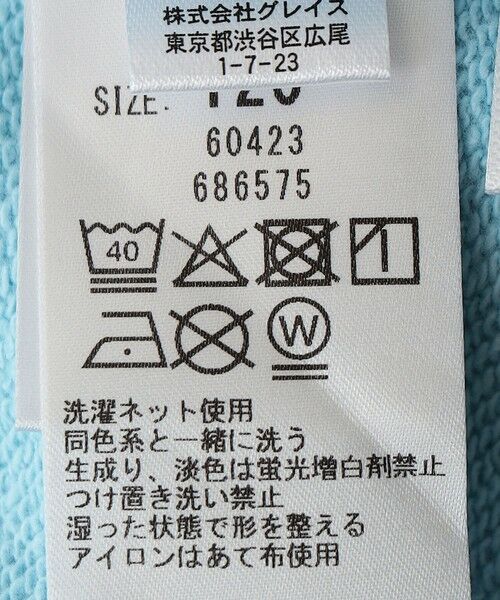 株式会社グレイス
東京都渋谷区広尾
1-7-23
SIZE. 120
60423
686575
40
W
洗濯ネット使用
同色系と一緒に洗う
生成り、淡色は蛍光増白剤禁止
つけ置き洗い禁止
湿った状態で形を整える
アイロンはあて布使用